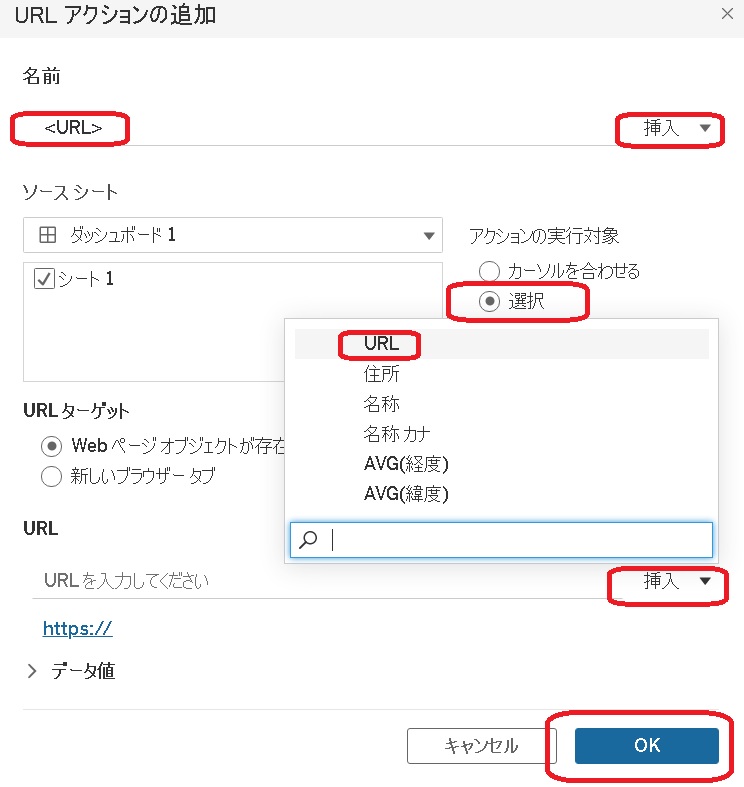 URL アクションの追加
名前
<URL>
挿入
ソース シート
ダッシュボード 1
アクションの実行対象
シート 1
カーソルを合わせる
選択
URL
住所
名称
名称 カナ
AVG(経度)
AVG(緯度)
URL ターゲット
Web ページ オブジェクトが存在
新しいブラウザー タブ
URL
URL を入力してください
挿入
https://
データ値
キャンセル
OK